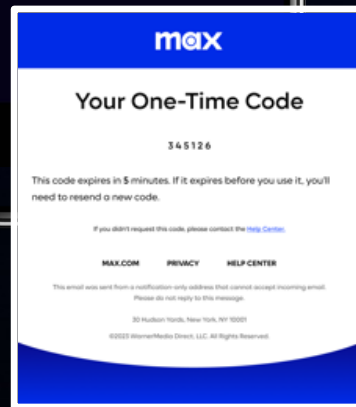 max
Your One-Time Code
345126
This code expires in 5 minutes. If it expires before you use it, you'll
need to resend a new code.
If you didn't request this code, please contact the Help Center.
MAX.COM PRIVACY HELP CENTER
This email was sent from a notification-only address that cannot accept incoming email.
Please do not reply to this message.
30 Hudson Yards, New York, NY 10001
©2023 WarnerMedia Direct, LLC. All Rights Reserved.